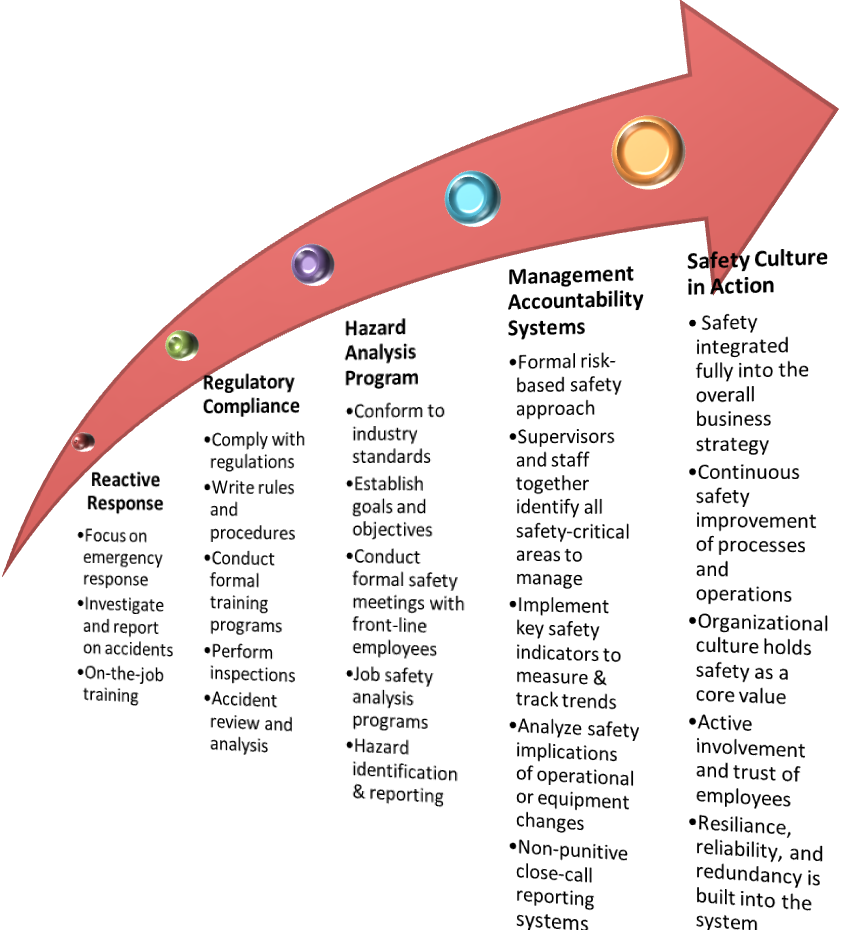 Reactive
Response
•Focus on
emergency
response
•Investigate
and report
on accidents
•On-the-job
training
Regulatory
Compliance
•Comply with
regulations
•Write rules
and
procedures
•Conduct
formal
training
programs
•Perform
inspections
•Accident
review and
analysis
Hazard
Analysis
Program
•Conform to
industry
standards
•Establish
goals and
objectives
•Conduct
formal safety
meetings with
front-line
employees
•Job safety
analysis
programs
•Hazard
identification
& reporting
Management
Accountability
Systems
•Formal risk-
based safety
approach
•Supervisors
and staff
together
identify all
safety-critical
areas to
manage
•Implement
key safety
indicators to
measure &
track trends
•Analyze safety
implications
of operational
or equipment
changes
•Non-punitive
close-call
reporting
systems
Safety Culture
in Action
• Safety
integrated
fully into the
overall
business
strategy
•Continuous
safety
improvement
of processes
and
operations
•Organizational
culture holds
safety as a
core value
•Active
involvement
and trust of
employees
•Resiliance,
reliability, and
redundancy is
built into the
system